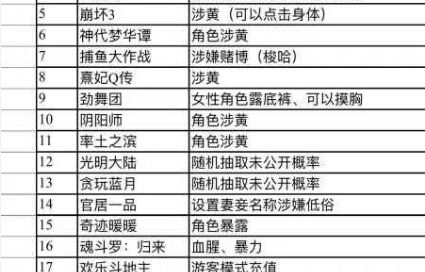 5 崩坏3 涉黄（可以点击身体）
6 神代梦华谭 角色涉黄
7 捕鱼大作战 涉嫌赌博（梭哈）
8 熹妃Q传 涉黄
9 劲舞团 女性角色露底裤、可以摸胸
10 阴阳师 角色涉黄
11 率土之滨 角色涉黄
12 光明大陆 随机抽取未公开概率
13 贪玩蓝月 随机抽取未公开概率
14 官居一品 设置妻妾名称涉嫌低俗
15 奇迹暖暖 角色暴露
16 魂斗罗：归来 血腥、暴力
17 欢乐斗地主 游客模式充值